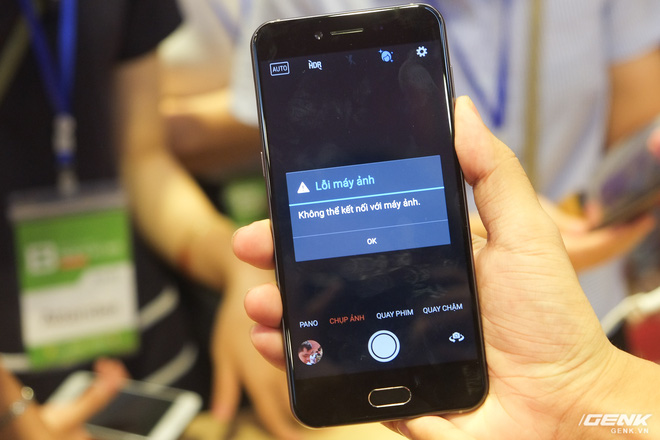 AUTO
HDR
Lỗi máy ảnh
Không thể kết nối với máy ảnh.
OK
PANO CHỤP ẢNH QUAY PHIM QUAY CHẬM
GENK
GENK.VN